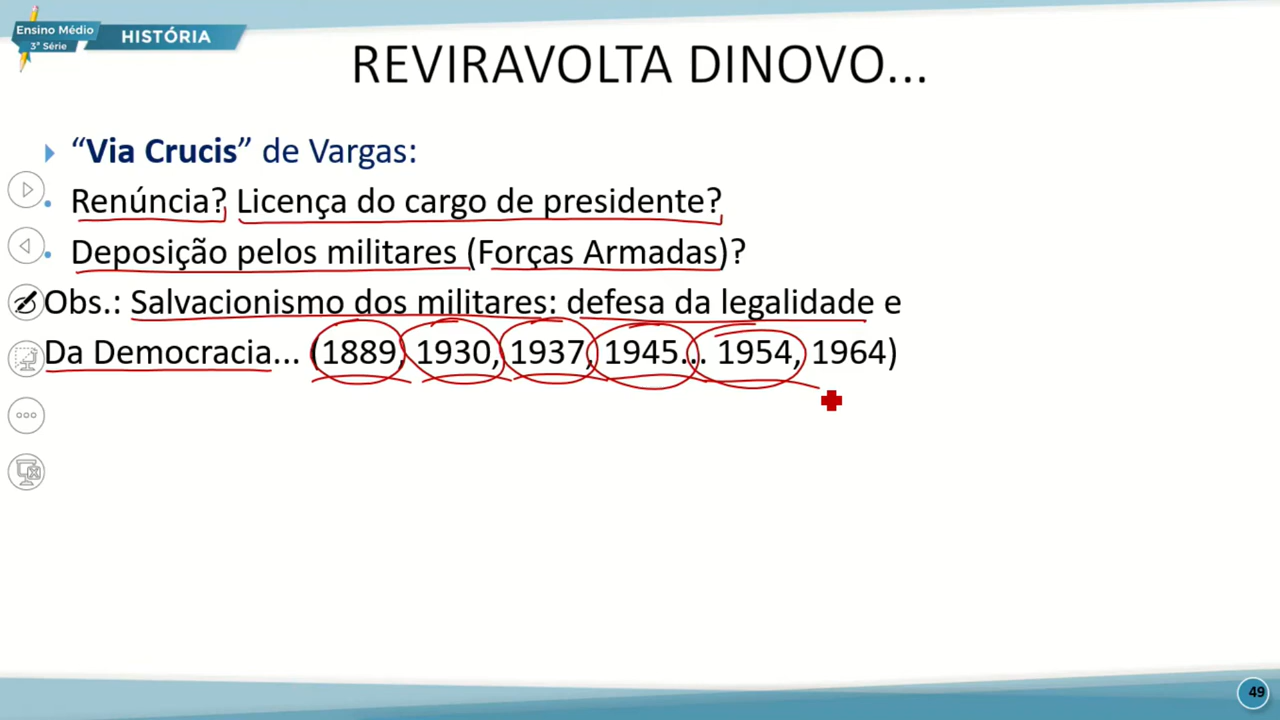 Ensino Médio
3ª Série
HISTÓRIA
REVIRAVOLTA DINOVO...
“Via Crucis” de Vargas:
• Renúncia? Licença do cargo de presidente?
• Deposição pelos militares (Forças Armadas)?
Obs.: Salvacionismo dos militares: defesa da legalidade e
Da Democracia... (1889, 1930, 1937, 1945... 1954, 1964)
49